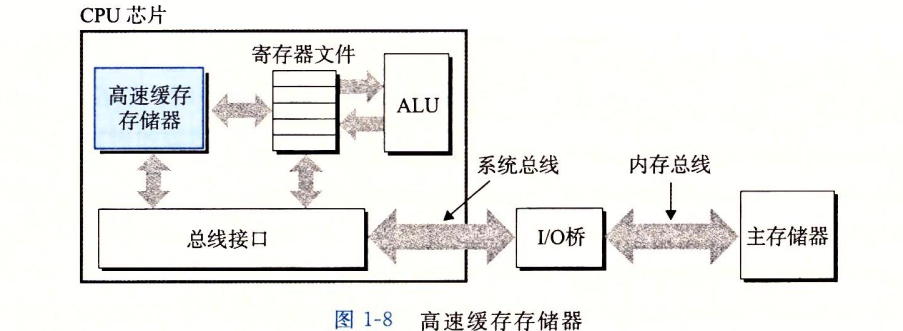 CPU 芯片
寄存器文件
高速缓存
存储器
ALU
系统总线
内存总线
总线接口
I/O桥
主存储器
图 1-8 高速缓存存储器